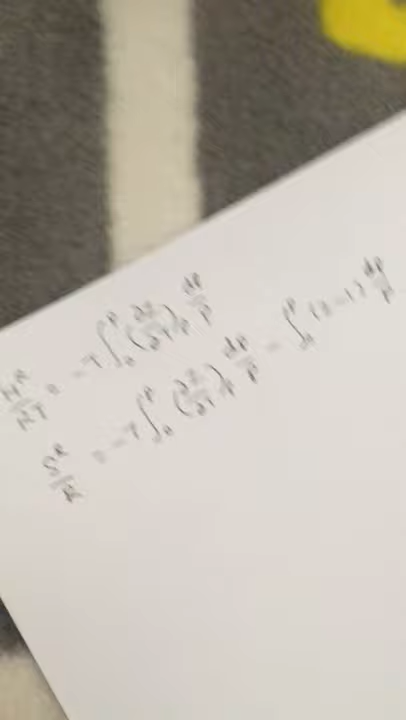 H^R/RT = -T ∫_0^P (∂Z/∂T)_P dP/P
S^R/R = -T ∫_0^P (∂Z/∂T)_P dP/P - ∫_0^P (Z-1) dP/P